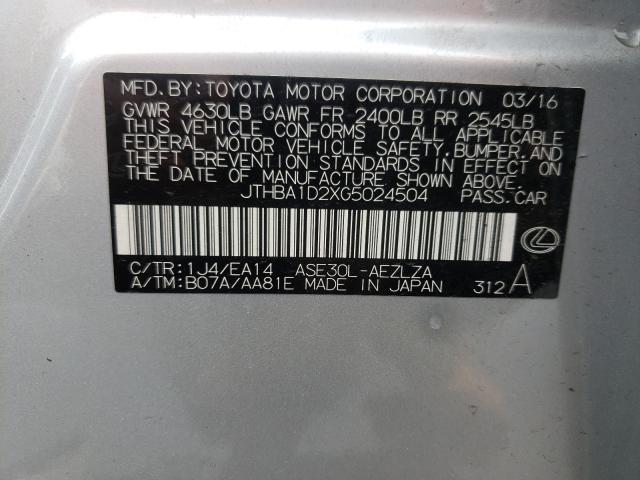 MFD. BY: TOYOTA MOTOR CORPORATION 03/16
GVWR 4630LB GAWR FR 2400LB RR 2545LB
THIS VEHICLE CONFORMS TO ALL APPLICABLE
FEDERAL MOTOR VEHICLE SAFETY, BUMPER, AND
THEFT PREVENTION STANDARDS IN EFFECT ON
THE DATE OF MANUFACTURE SHOWN ABOVE.
JTHBA1D2XG5024504 PASS. CAR
C/TR: 1J4/EA14 ASE30L-AEZLZA
A/TM: B07A/AA81E MADE IN JAPAN 312 A